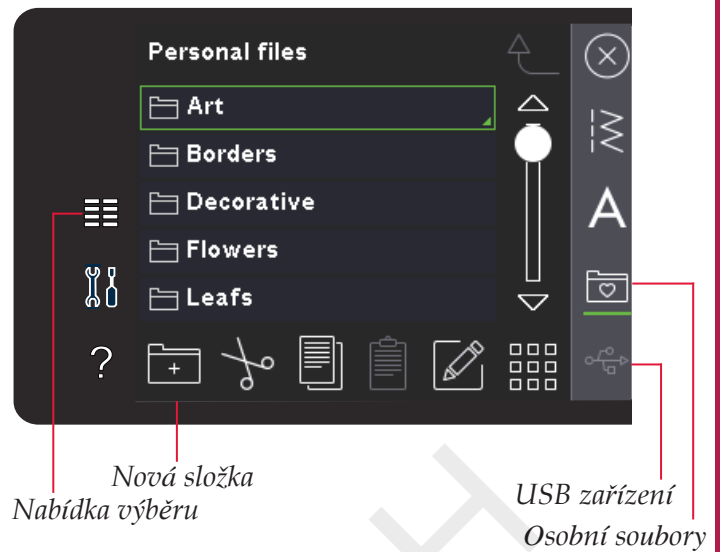 Personal files
Art
Borders
Decorative
Flowers
Leafs
A
?
Nová složka
Nabídka výběru
USB zařízení
Osobní soubory